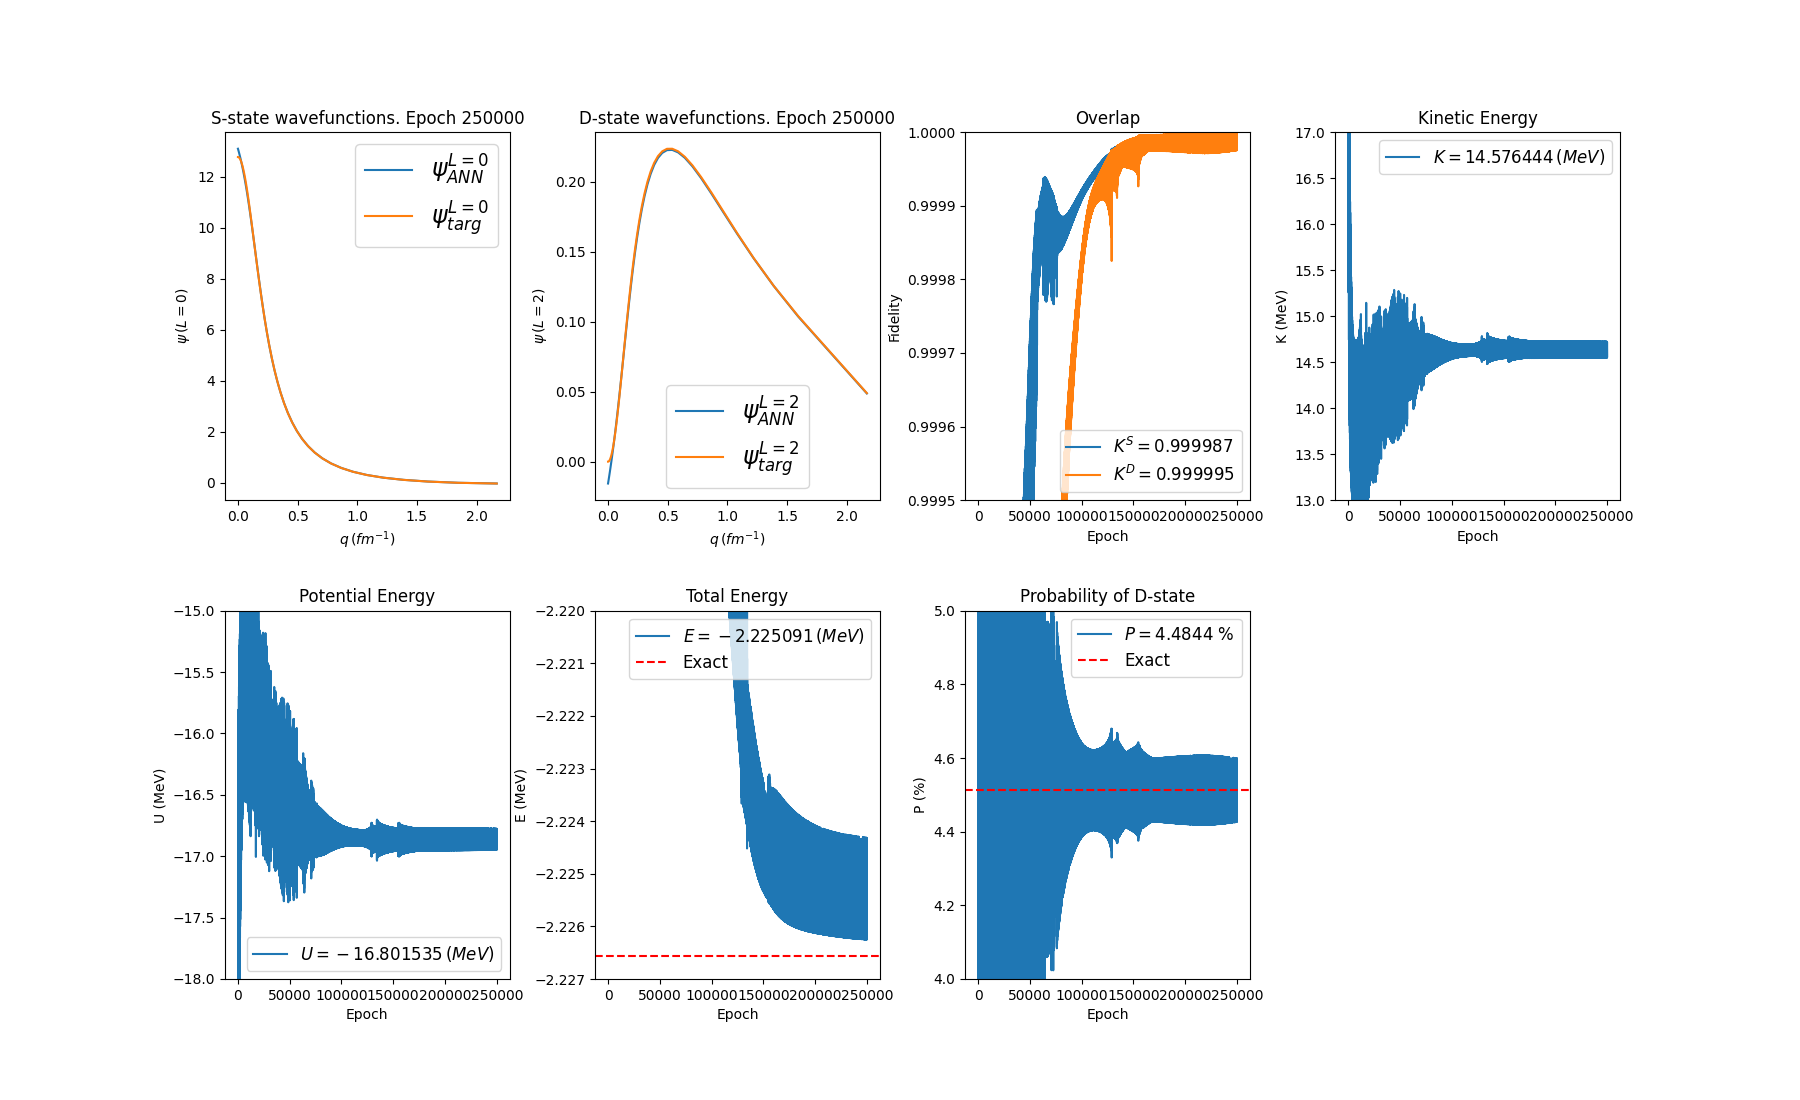 S-state wavefunctions. Epoch 250000
ψ(L = 0)
12
10
8
6
4
2
0
ψ_{ANN}^{L=0}
ψ_{targ}^{L=0}
0.0 0.5 1.0 1.5 2.0
q (fm^{-1})
D-state wavefunctions. Epoch 250000
ψ(L = 2)
0.20
0.15
0.10
0.05
0.00
ψ_{ANN}^{L=2}
ψ_{targ}^{L=2}
0.0 0.5 1.0 1.5 2.0
q (fm^{-1})
Overlap
Fidelity
1.0000
0.9999
0.9998
0.9997
0.9996
0.9995
K^S = 0.999987
K^D = 0.999995
0 50000 100000 150000 200000 250000
Epoch
Kinetic Energy
K (MeV)
17.0
16.5
16.0
15.5
15.0
14.5
14.0
13.5
13.0
K = 14.576444 (MeV)
0 50000 100000 150000 200000 250000
Epoch
Potential Energy
U (MeV)
−15.0
−15.5
−16.0
−16.5
−17.0
−17.5
−18.0
U = −16.801535 (MeV)
0 50000 100000 150000 200000 250000
Epoch
Total Energy
E (MeV)
−2.220
−2.221
−2.222
−2.223
−2.224
−2.225
−2.226
−2.227
E = −2.225091 (MeV)
Exact
0 50000 100000 150000 200000 250000
Epoch
Probability of D-state
P (%)
5.0
4.8
4.6
4.4
4.2
4.0
P = 4.4844 %
Exact
0 50000 100000 150000 200000 250000
Epoch